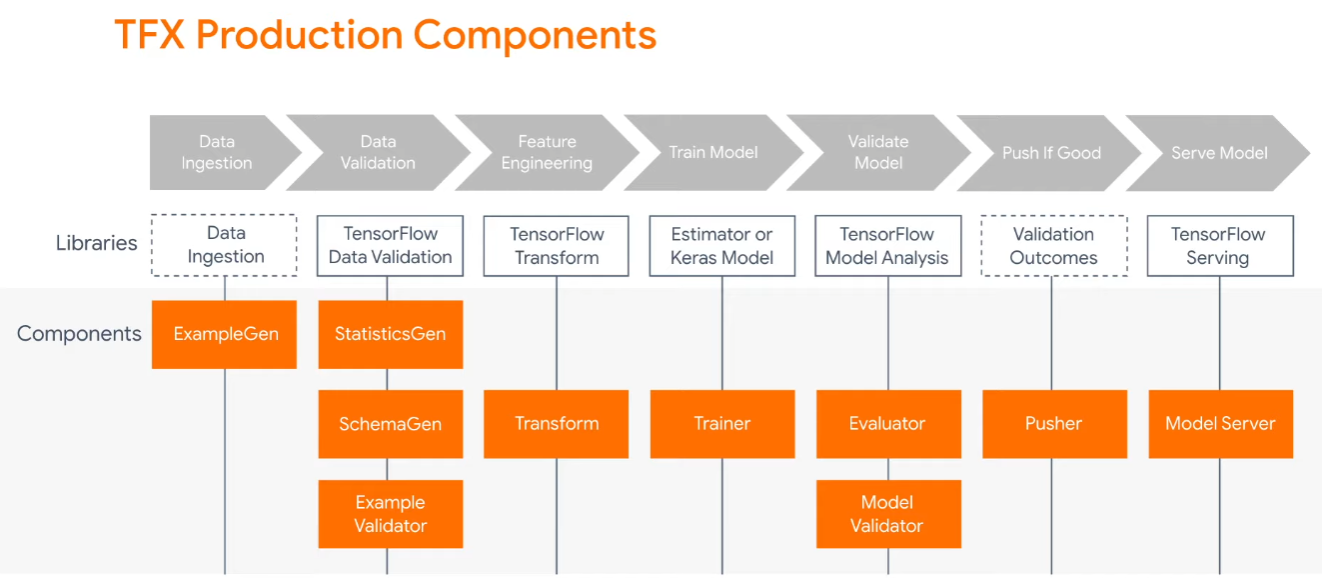 TFX Production Components
Data
Ingestion
Data
Validation
Feature
Engineering
Train Model
Validate
Model
Push If Good
Serve Model
Libraries
Data
Ingestion
TensorFlow
Data Validation
TensorFlow
Transform
Estimator or
Keras Model
TensorFlow
Model Analysis
Validation
Outcomes
TensorFlow
Serving
Components
ExampleGen
StatisticsGen
SchemaGen
Example
Validator
Transform
Trainer
Evaluator
Model
Validator
Pusher
Model Server